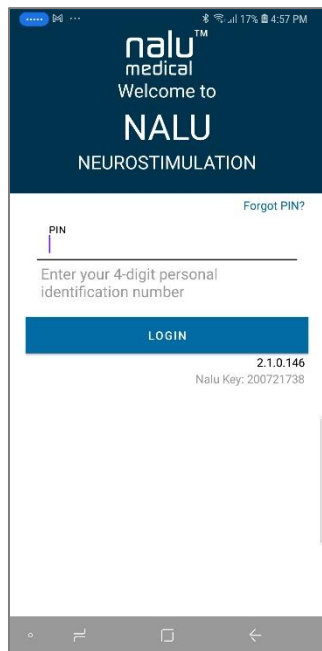 17% 4:57 PM
nalu™
medical
Welcome to
NALU
NEUROSTIMULATION
Forgot PIN?
PIN
Enter your 4-digit personal
identification number
LOGIN
2.1.0.146
Nalu Key: 200721738